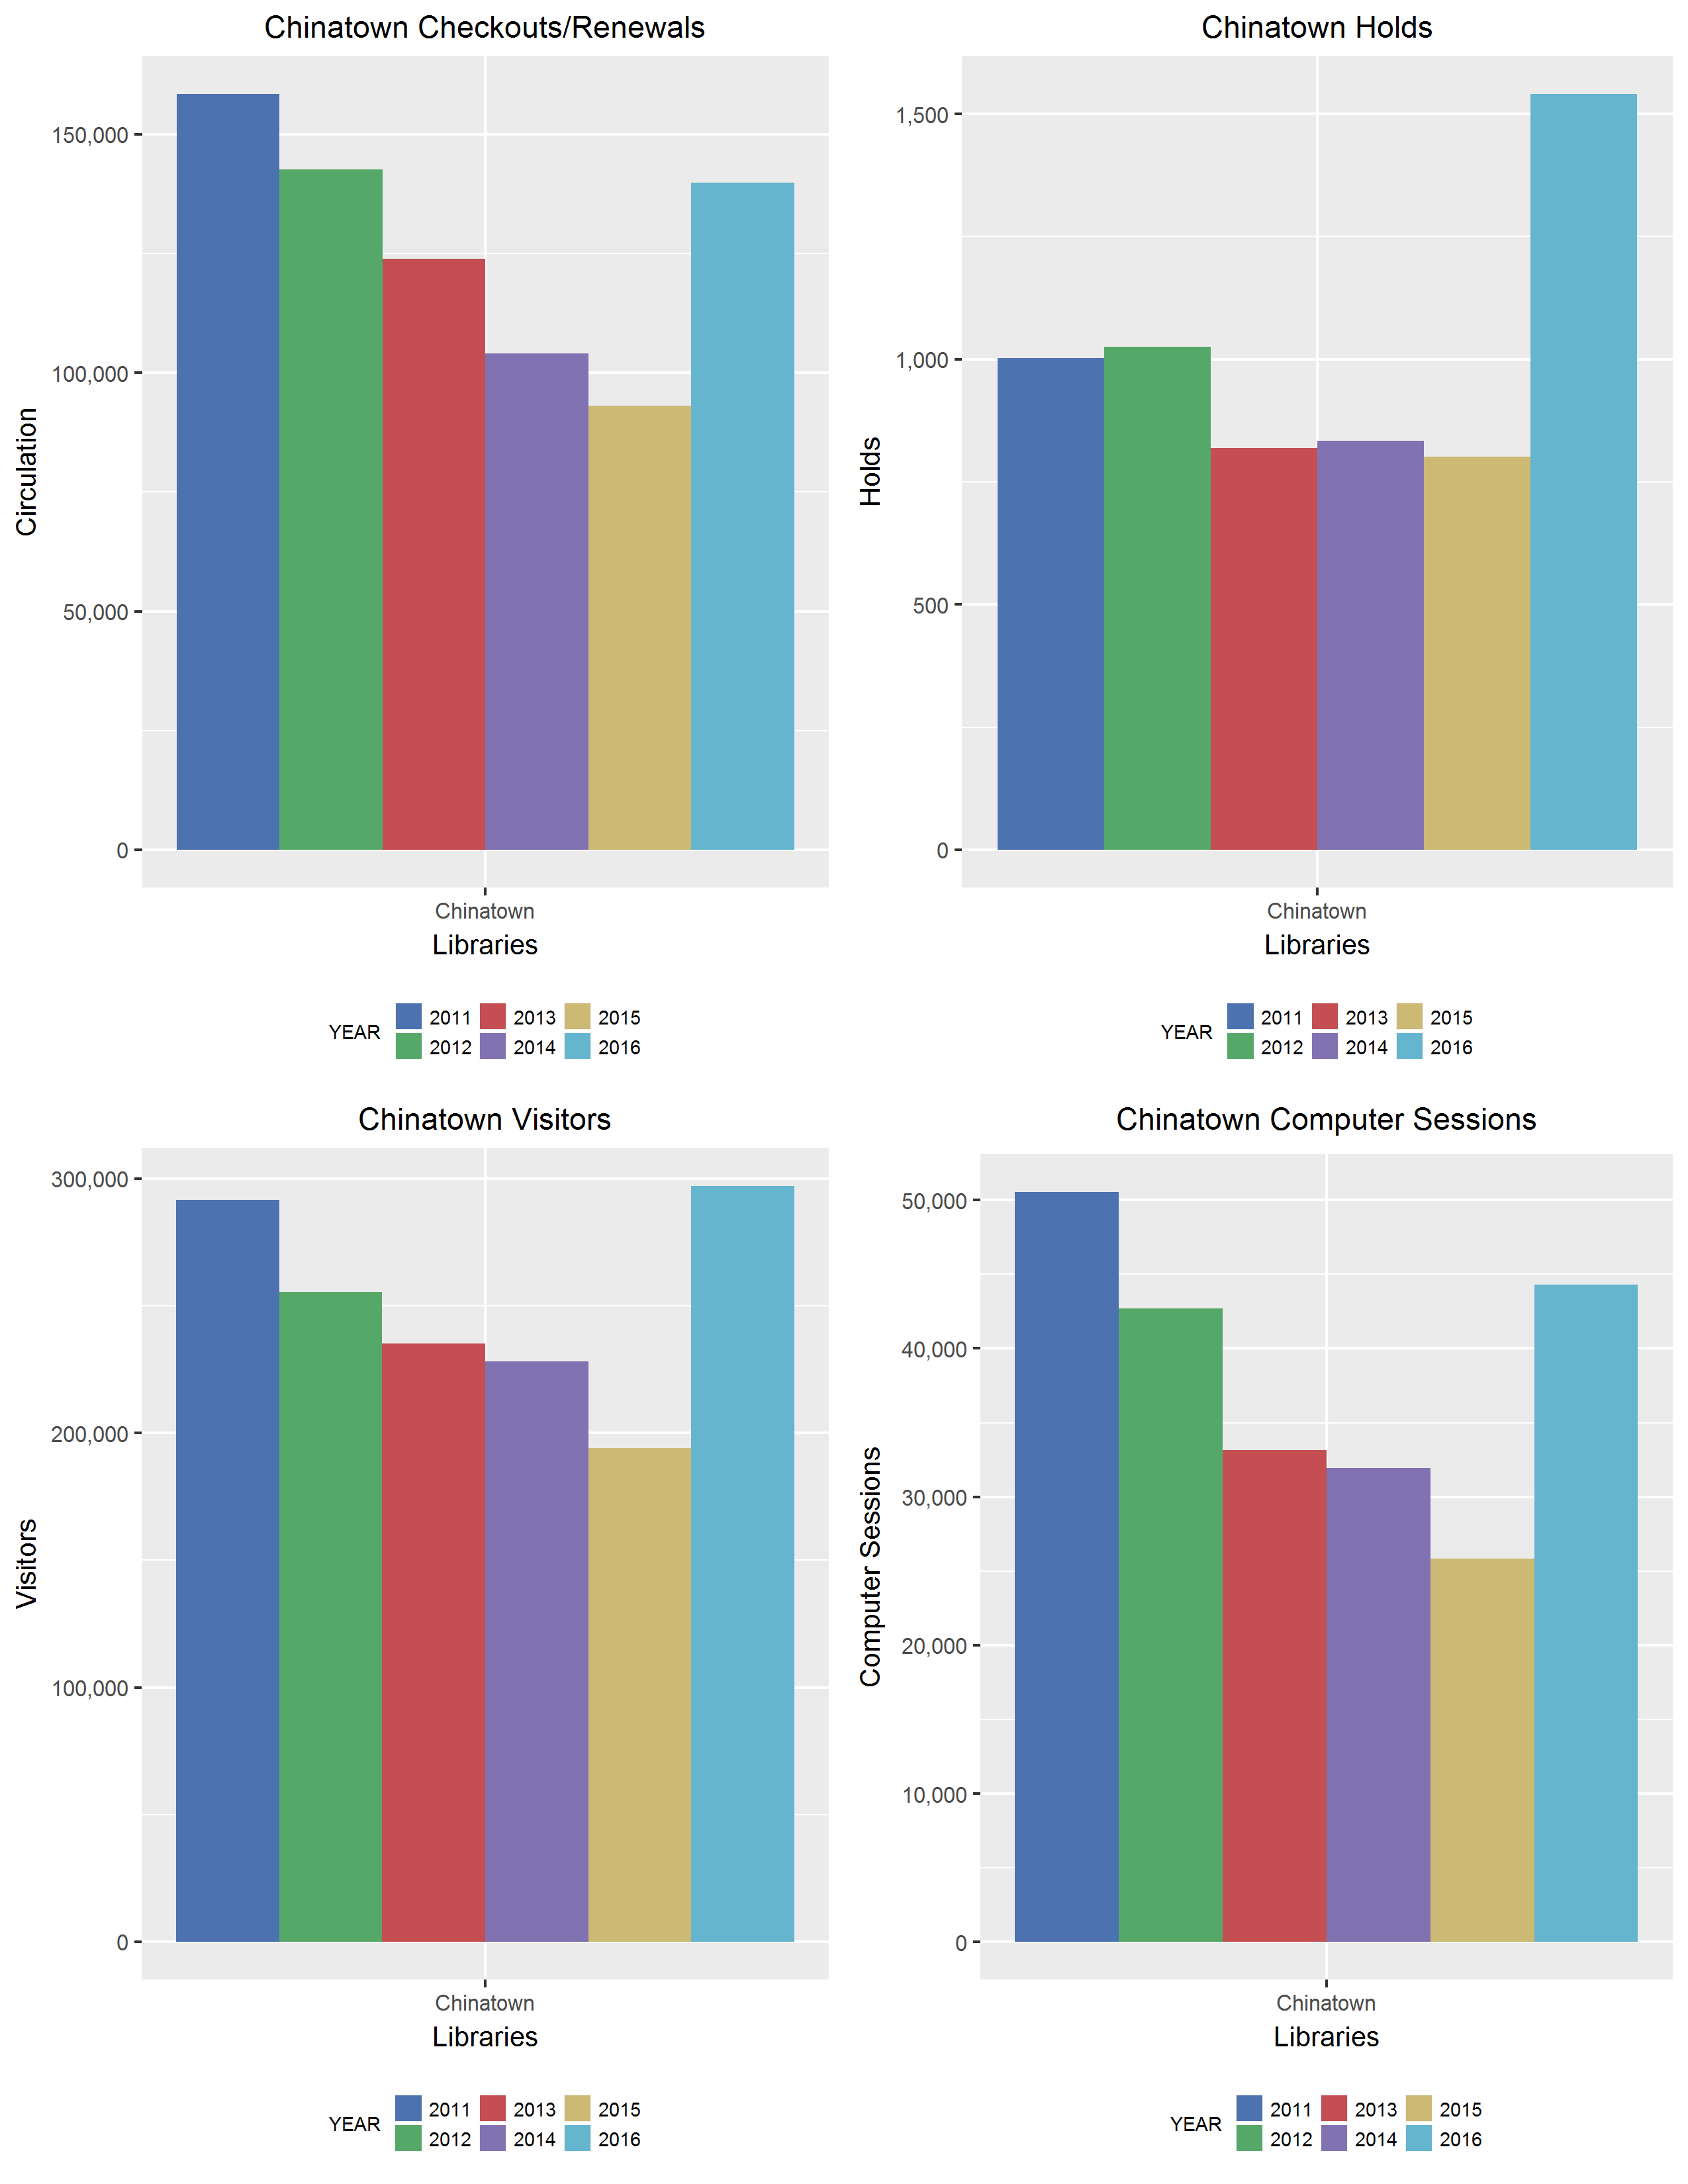 Chinatown Checkouts/Renewals
Circulation
150,000
100,000
50,000
0
Chinatown
Libraries
YEAR
2011
2013
2015
2012
2014
2016
Chinatown Holds
Holds
1,500
1,000
500
0
Chinatown
Libraries
YEAR
2011
2013
2015
2012
2014
2016
Chinatown Visitors
Visitors
300,000
200,000
100,000
0
Chinatown
Libraries
YEAR
2011
2013
2015
2012
2014
2016
Chinatown Computer Sessions
Computer Sessions
50,000
40,000
30,000
20,000
10,000
0
Chinatown
Libraries
YEAR
2011
2013
2015
2012
2014
2016